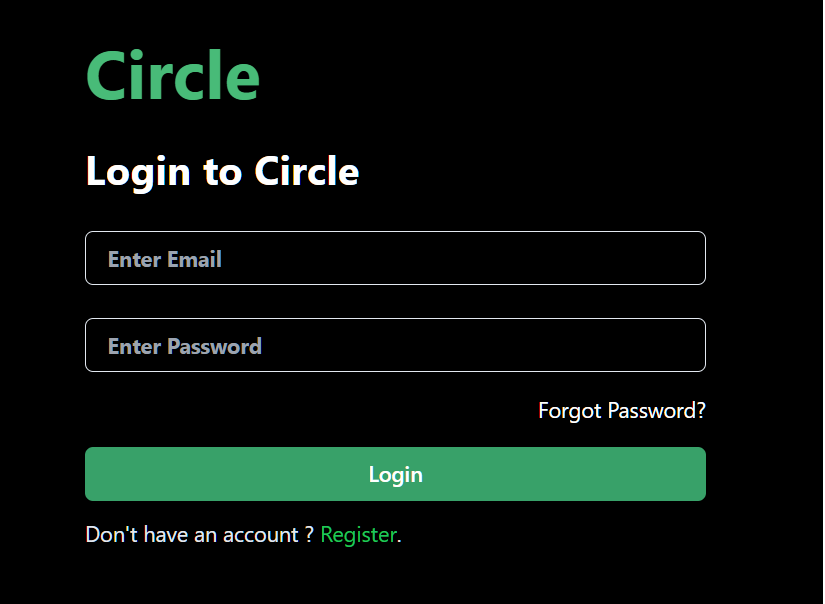 Circle
Login to Circle
Enter Email
Enter Password
Forgot Password?
Login
Don't have an account ? Register.